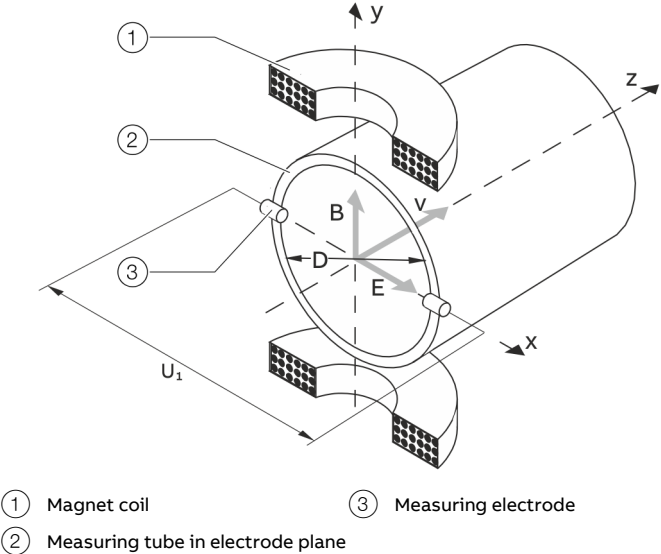 y
1
z
2
B
v
D
3
E
x
U₁
1 Magnet coil
3 Measuring electrode
2 Measuring tube in electrode plane